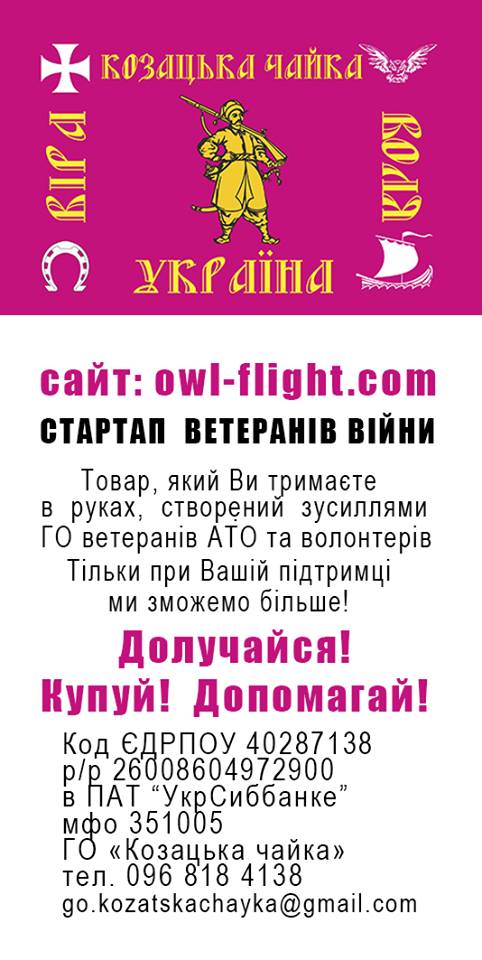 КОЗАЦЬКА ЧАЙКА
ВІРА
КРОV
УКРАЇНА
сайт: owl-flight.com
СТАРТАП ВЕТЕРАНІВ ВІЙНИ
Товар, який Ви тримаєте
в руках, створений зусиллями
ГО ветеранів АТО та волонтерів
Тільки при Вашій підтримці
ми зможемо більше!
Долучайся!
Купуй! Допомагай!
Код ЄДРПОУ 40287138
р/р 26008604972900
в ПАТ “УкрСиббанке”
мфо 351005
ГО «Козацька чайка»
тел. 096 818 4138
go.kozatskachayka@gmail.com